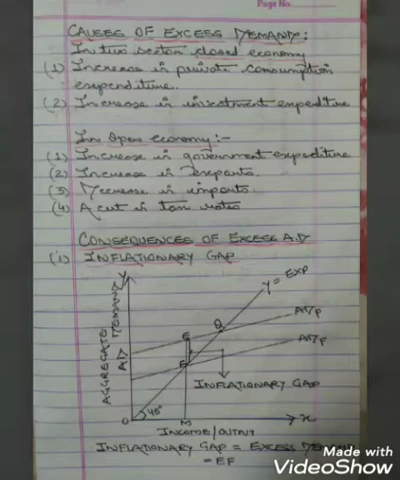 Page No.
CAUSES OF EXCESS DEMAND:
In two sector closed economy
(1) Increase in private consumption
expenditure.
(2) Increase in investment expenditure
In Open economy:-
(1) Increase in government expenditure
(2) Increase in exports.
(3) Decrease in imports.
(4) A cut in tax rates
CONSEQUENCES OF EXCESS A.D
(i) INFLATIONARY GAP
Y
Y = EXP
AGGREGATE DEMAND
AD
E
Q
F
INFLATIONARY GAP
O
45°
M
X
INCOME/OUTPUT
INFLATIONARY GAP = EXCESS DEMAND
= EF
Made with
VideoShow